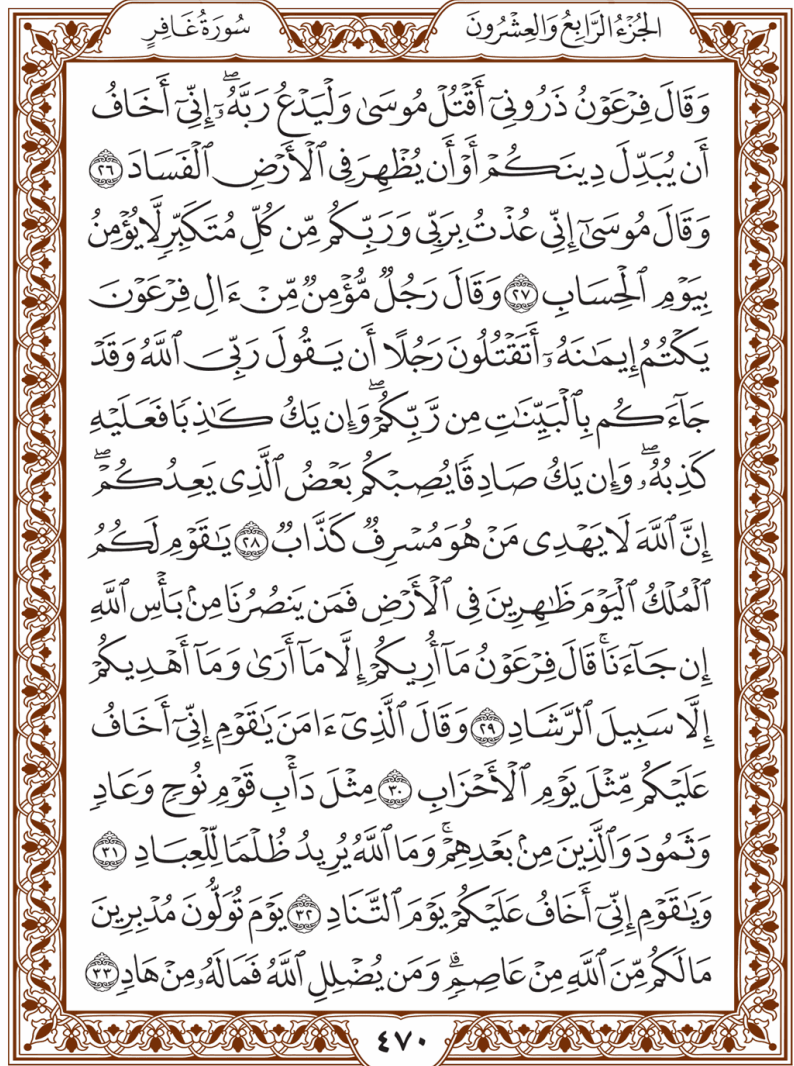 الجُزْءُ الرَّابِعُ وَالعِشْرُونَ
سُورَةُ غَافِرٍ
وَقَالَ فِرْعَوْنُ ذَرُونِيٓ أَقْتُلْ مُوسَىٰ وَلْيَدْعُ رَبَّهُۥٓۖ إِنِّيٓ أَخَافُ
أَن يُبَدِّلَ دِينَكُمْ أَوْ أَن يُظْهِرَ فِي ٱلْأَرْضِ ٱلْفَسَادَ ٢٦
وَقَالَ مُوسَىٰٓ إِنِّي عُذْتُ بِرَبِّي وَرَبِّكُم مِّن كُلِّ مُتَكَبِّرٖ لَّا يُؤْمِنُ
بِيَوْمِ ٱلْحِسَابِ ٢٧ وَقَالَ رَجُلٞ مُّؤْمِنٞ مِّنْ ءَالِ فِرْعَوْنَ
يَكْتُمُ إِيمَٰنَهُۥٓ أَتَقْتُلُونَ رَجُلًا أَن يَقُولَ رَبِّيَ ٱللَّهُ وَقَدْ
جَآءَكُم بِٱلْبَيِّنَٰتِ مِن رَّبِّكُمْۖ وَإِن يَكُ كَٰذِبٗا فَعَلَيْهِ
كَذِبُهُۥۖ وَإِن يَكُ صَادِقٗا يُصِبْكُم بَعْضُ ٱلَّذِي يَعِدُكُمْۖ
إِنَّ ٱللَّهَ لَا يَهْدِي مَنْ هُوَ مُسْرِفٞ كَذَّابٞ ٢٨ يَٰقَوْمِ لَكُمُ
ٱلْمُلْكُ ٱلْيَوْمَ ظَٰهِرِينَ فِي ٱلْأَرْضِ فَمَن يَنصُرُنَا مِنۢ بَأْسِ ٱللَّهِ
إِن جَآءَنَاۚ قَالَ فِرْعَوْنُ مَآ أُرِيكُمْ إِلَّا مَآ أَرَىٰ وَمَآ أَهْدِيكُمْ
إِلَّا سَبِيلَ ٱلرَّشَادِ ٢٩ وَقَالَ ٱلَّذِيٓ ءَامَنَ يَٰقَوْمِ إِنِّيٓ أَخَافُ
عَلَيْكُم مِّثْلَ يَوْمِ ٱلْأَحْزَابِ ٣٠ مِثْلَ دَأْبِ قَوْمِ نُوحٖ وَعَادٖ
وَثَمُودَ وَٱلَّذِينَ مِنۢ بَعْدِهِمْۚ وَمَا ٱللَّهُ يُرِيدُ ظُلْمٗا لِّلْعِبَادِ ٣١
وَيَٰقَوْمِ إِنِّيٓ أَخَافُ عَلَيْكُمْ يَوْمَ ٱلتَّنَادِ ٣٢ يَوْمَ تُوَلُّونَ مُدْبِرِينَ
مَا لَكُم مِّنَ ٱللَّهِ مِنْ عَاصِمٖۗ وَمَن يُضْلِلِ ٱللَّهُ فَمَا لَهُۥ مِنْ هَادٖ ٣٣
٤٧٠